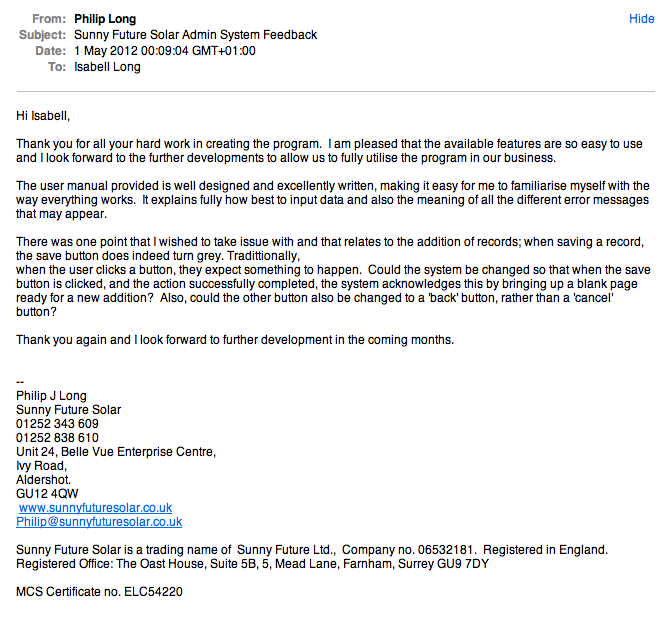 From: Philip Long
Hide
Subject: Sunny Future Solar Admin System Feedback
Date: 1 May 2012 00:09:04 GMT+01:00
To: Isabell Long
Hi Isabell,
Thank you for all your hard work in creating the program.  I am pleased that the available features are so easy to use
and I look forward to the further developments to allow us to fully utilise the program in our business.
The user manual provided is well designed and excellently written, making it easy for me to familiarise myself with the
way everything works.  It explains fully how best to input data and also the meaning of all the different error messages
that may appear.
There was one point that I wished to take issue with and that relates to the addition of records; when saving a record,
the save button does indeed turn grey. Tradittionally,
when the user clicks a button, they expect something to happen.  Could the system be changed so that when the save
button is clicked, and the action successfully completed, the system acknowledges this by bringing up a blank page
ready for a new addition?  Also, could the other button also be changed to a 'back' button, rather than a 'cancel'
button?
Thank you again and I look forward to further development in the coming months.
--
Philip J Long
Sunny Future Solar
01252 343 609
01252 838 610
Unit 24, Belle Vue Enterprise Centre,
Ivy Road,
Aldershot.
GU12 4QW
www.sunnyfuturesolar.co.uk
Philip@sunnyfuturesolar.co.uk
Sunny Future Solar is a trading name of  Sunny Future Ltd.,  Company no. 06532181.  Registered in England.
Registered Office: The Oast House, Suite 5B, 5, Mead Lane, Farnham, Surrey GU9 7DY
MCS Certificate no. ELC54220